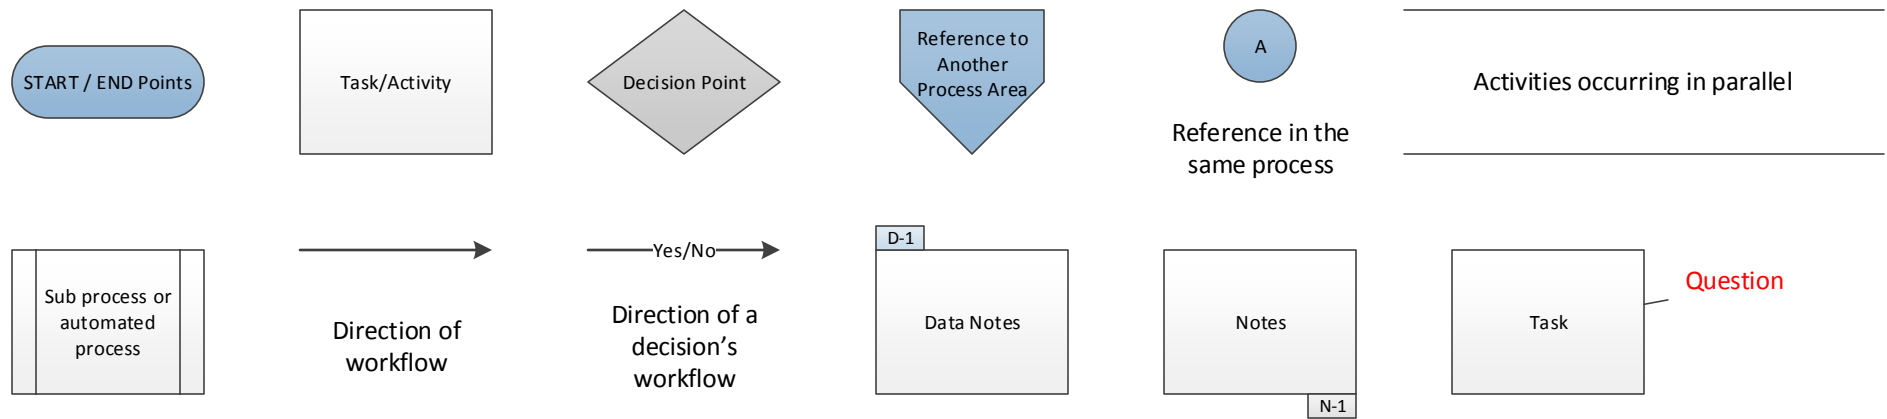 START / END Points
Task/Activity
Decision Point
Reference to
Another
Process Area
A
Reference in the
same process
Activities occurring in parallel
Sub process or
automated
process
Direction of
workflow
Yes/No
Direction of a
decision’s
workflow
D-1
Data Notes
Notes
N-1
Task
Question